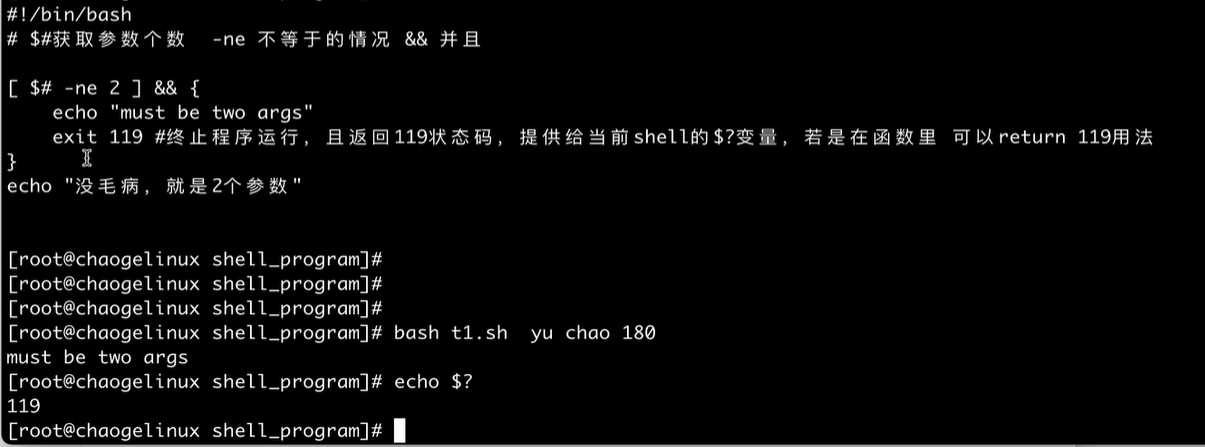 #!/bin/bash
# $#获取参数个数  -ne 不等于的情况 && 并且
[ $# -ne 2 ] && {
    echo "must be two args"
    exit 119 #终止程序运行, 且返回119状态码, 提供给当前shell的$?变量, 若是在函数里 可以return 119用法
}
echo "没毛病, 就是2个参数"
[root@chaogelinux shell_program]#
[root@chaogelinux shell_program]#
[root@chaogelinux shell_program]#
[root@chaogelinux shell_program]# bash t1.sh  yu chao 180
must be two args
[root@chaogelinux shell_program]# echo $?
119
[root@chaogelinux shell_program]#